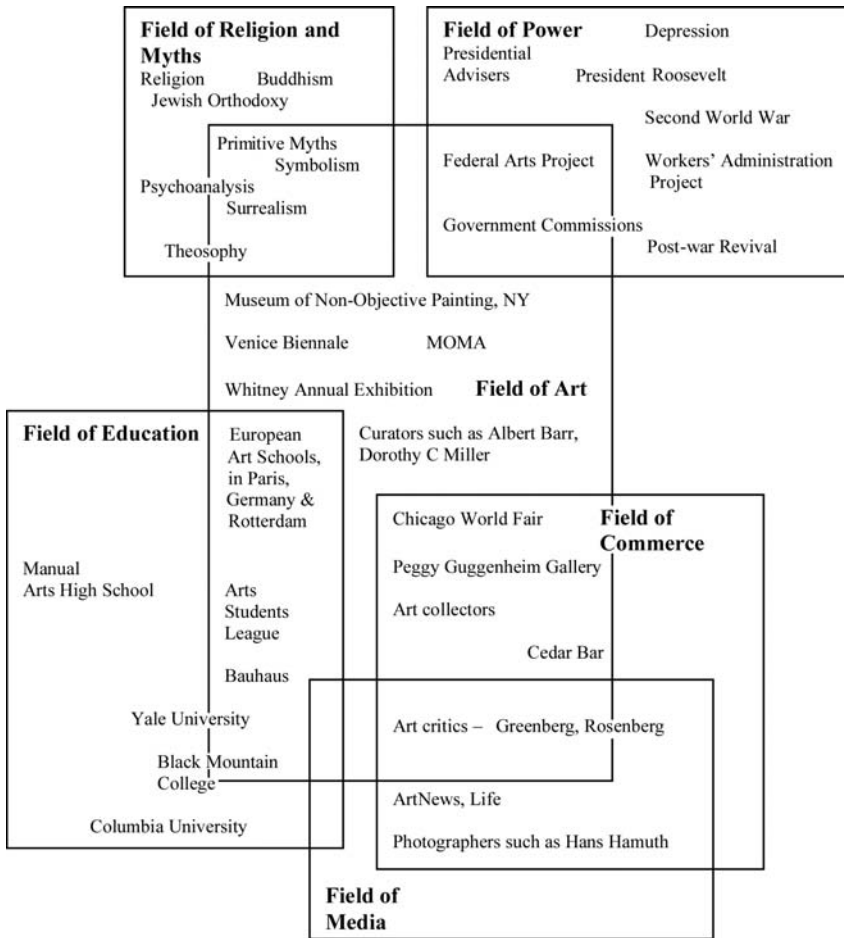 Field of Religion and
Myths
Religion Buddhism
Jewish Orthodoxy
Primitive Myths
Symbolism
Psychoanalysis
Surrealism
Theosophy
Field of Power
Depression
Presidential
Advisers
President Roosevelt
Second World War
Federal Arts Project
Workers' Administration
Project
Government Commissions
Post-war Revival
Museum of Non-Objective Painting, NY
Venice Biennale MOMA
Whitney Annual Exhibition
Field of Art
Curators such as Albert Barr,
Dorothy C Miller
Field of Education
European
Art Schools,
in Paris,
Germany &
Rotterdam
Manual
Arts High School
Arts
Students
League
Bauhaus
Yale University
Black Mountain
College
Columbia University
Chicago World Fair
Field of
Commerce
Peggy Guggenheim Gallery
Art collectors
Cedar Bar
Art critics – Greenberg, Rosenberg
ArtNews, Life
Photographers such as Hans Hamuth
Field of
Media